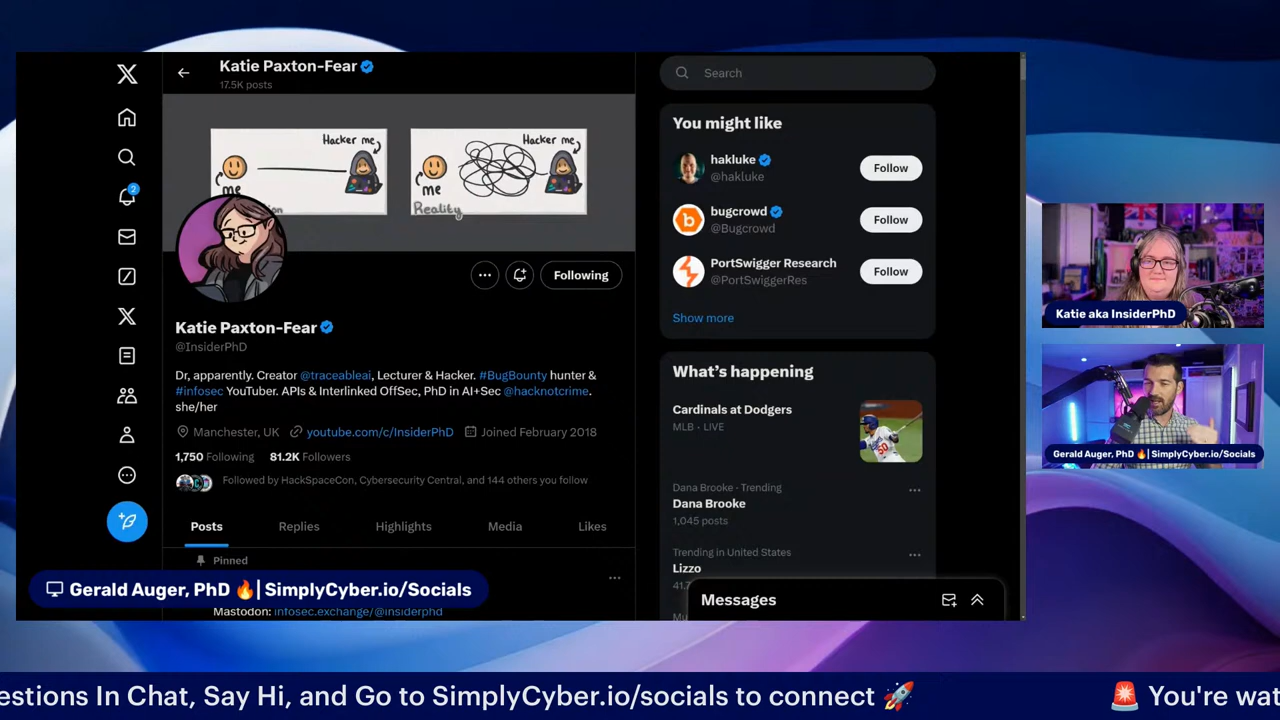 Katie Paxton-Fear
17.5K posts
Hacker me
me
Hacker me
me
Reality
Following
Katie Paxton-Fear
@InsiderPhD
Dr, apparently. Creator @traceableai, Lecturer & Hacker. #BugBounty hunter &
#infosec YouTuber. APIs & Interlinked OffSec, PhD in AI+Sec @hacknotcrime.
she/her
Manchester, UK youtube.com/c/InsiderPhD Joined February 2018
1,750 Following 81.2K Followers
Followed by HackSpaceCon, Cybersecurity Central, and 144 others you follow
Posts Replies Highlights Media Likes
Pinned
Mastodon: infosec.exchange/@insiderphd
2
Search
You might like
hakluke
@hakluke
Follow
bugcrowd
@Bugcrowd
Follow
PortSwigger Research
@PortSwiggerRes
Follow
Show more
What's happening
Cardinals at Dodgers
MLB · LIVE
Dana Brooke · Trending
Dana Brooke
1,045 posts
Trending in United States
Lizzo
Messages
Katie aka InsiderPhD
Gerald Auger, PhD 🔥| SimplyCyber.io/Socials
Gerald Auger, PhD 🔥| SimplyCyber.io/Socials
estions In Chat, Say Hi, and Go to SimplyCyber.io/socials to connect 🚀 🚨 You're wat